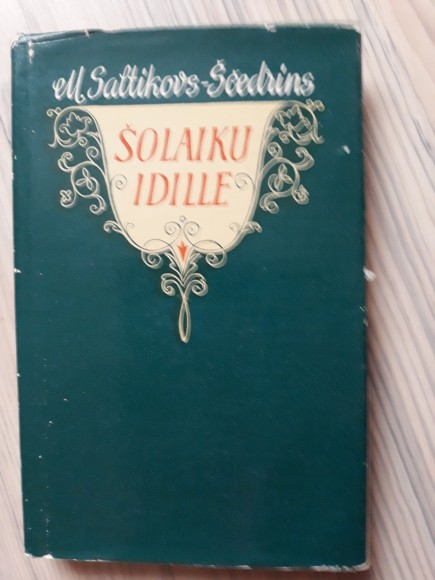 M. Saltikovs-Ščedrins
ŠOLAIKU
IDILLE